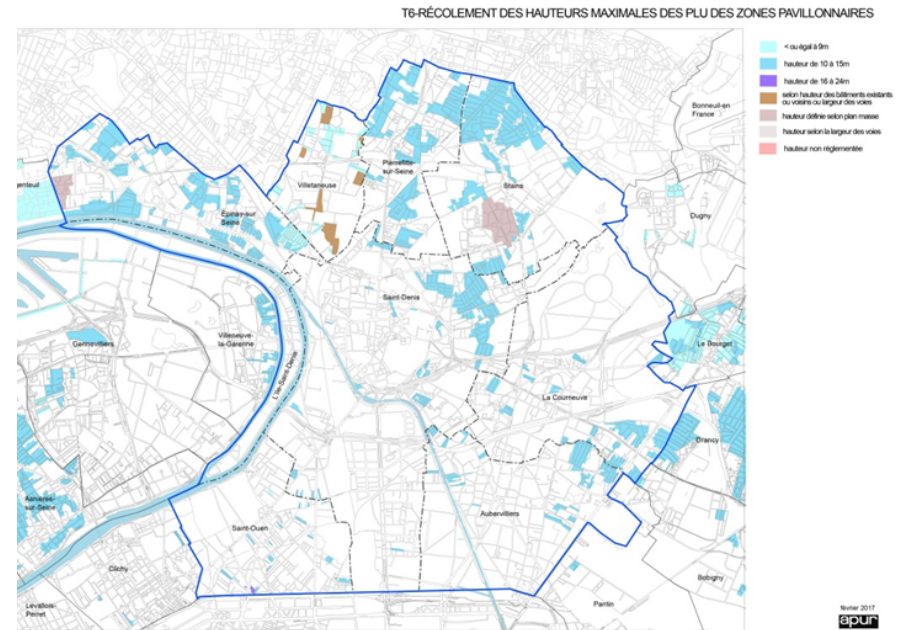 T6-RÉCOLEMENT DES HAUTEURS MAXIMALES DES PLU DES ZONES PAVILLONNAIRES
< ou égal à 9m
hauteur de 10 à 15m
hauteur de 16 à 24m
selon hauteur des bâtiments existants
ou voisins ou largeur des voies
hauteur définie selon plan masse
hauteur selon la largeur des voies
hauteur non réglementée
Bonneuil-en
France
Pierrefitte
-sur-Seine
genteuil
Villetaneuse
Stains
Épinay-sur
Seine
Dugny
Saint-Denis
Villeneuve-
la-Garenne
Gennevilliers
Le Bourget
L'Ile-Saint-Denis
La Courneuve
Drancy
Asnières-
sur-Seine
Aubervilliers
Saint-Ouen
Clichy
Bobigny
Levallois-
Perret
Pantin
février 2017
apur